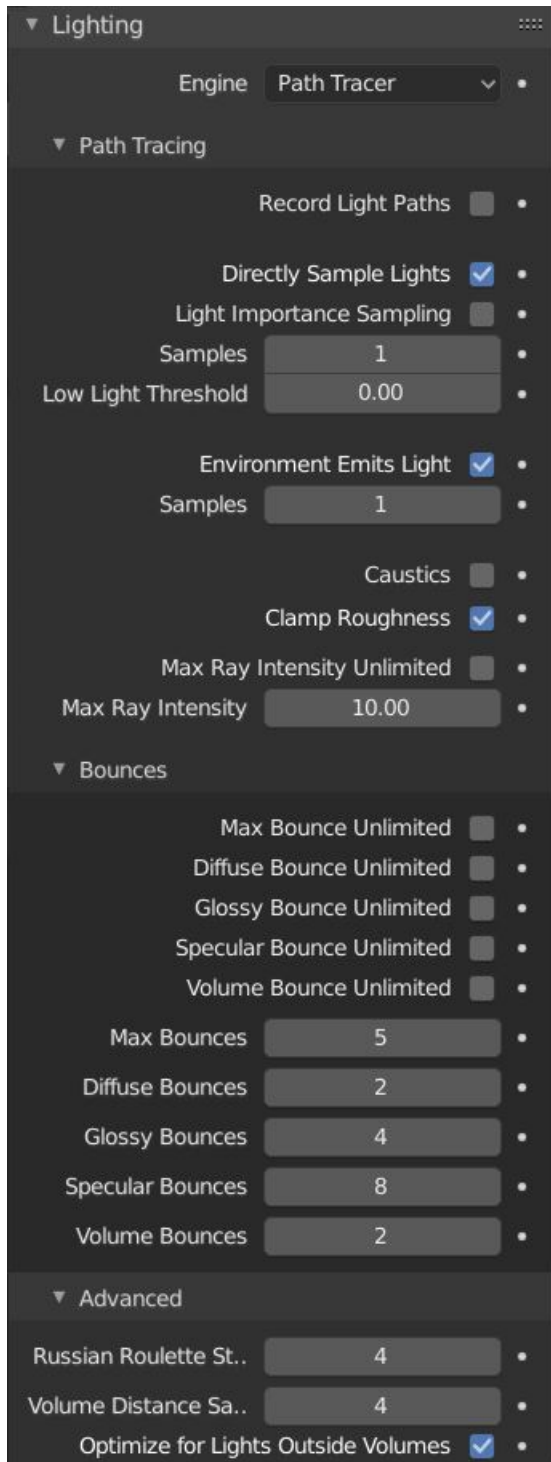 Lighting
Engine Path Tracer
Path Tracing
Record Light Paths
Directly Sample Lights
Light Importance Sampling
Samples 1
Low Light Threshold 0.00
Environment Emits Light
Samples 1
Caustics
Clamp Roughness
Max Ray Intensity Unlimited
Max Ray Intensity 10.00
Bounces
Max Bounce Unlimited
Diffuse Bounce Unlimited
Glossy Bounce Unlimited
Specular Bounce Unlimited
Volume Bounce Unlimited
Max Bounces 5
Diffuse Bounces 2
Glossy Bounces 4
Specular Bounces 8
Volume Bounces 2
Advanced
Russian Roulette St.. 4
Volume Distance Sa.. 4
Optimize for Lights Outside Volumes